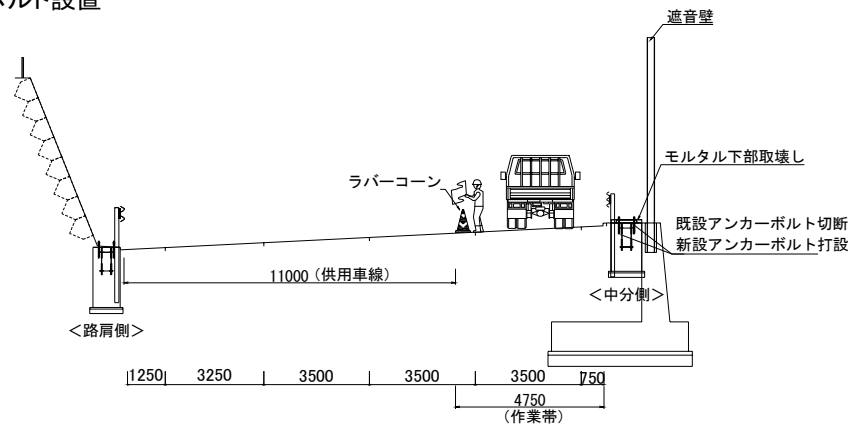 ボルト設置
遮音壁
モルタル下部取壊し
ラバーコーン
既設アンカーボルト切断
新設アンカーボルト打設
11000（供用車線）
＜中分側＞
＜路肩側＞
1250 3250 3500 3500 3500 750
4750
（作業帯）